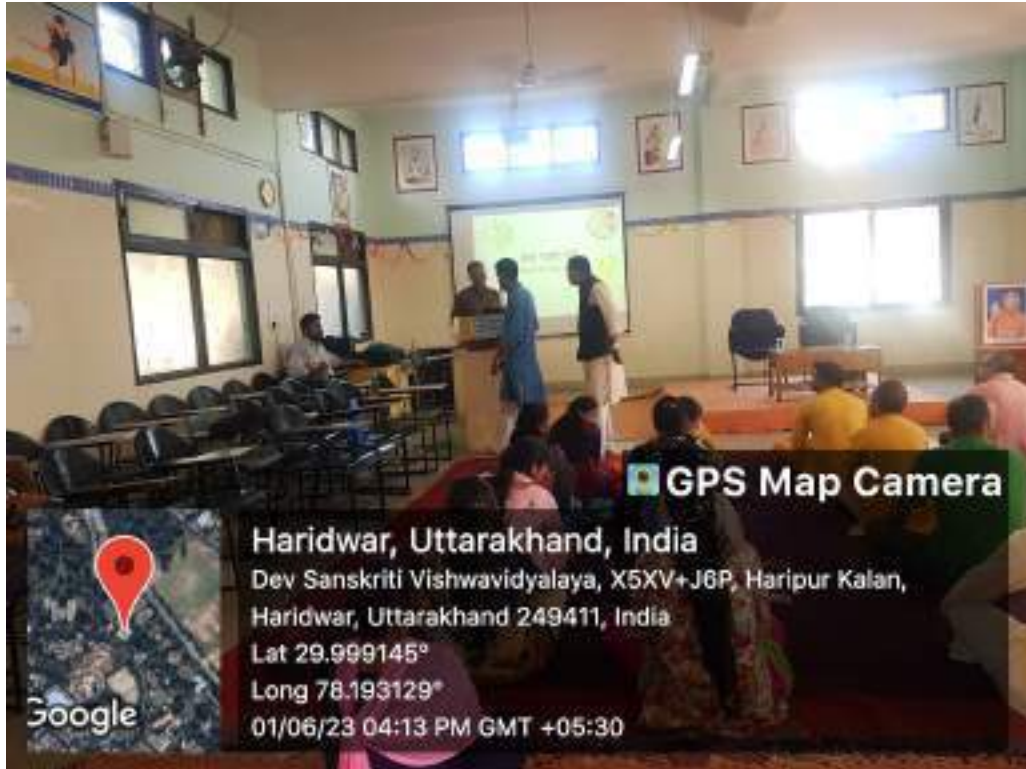 GPS Map Camera
Haridwar, Uttarakhand, India
Dev Sanskriti Vishwavidyalaya, X5XV+J6P, Haripur Kalan,
Haridwar, Uttarakhand 249411, India
Lat 29.999145°
Long 78.193129°
01/06/23 04:13 PM GMT +05:30
Google